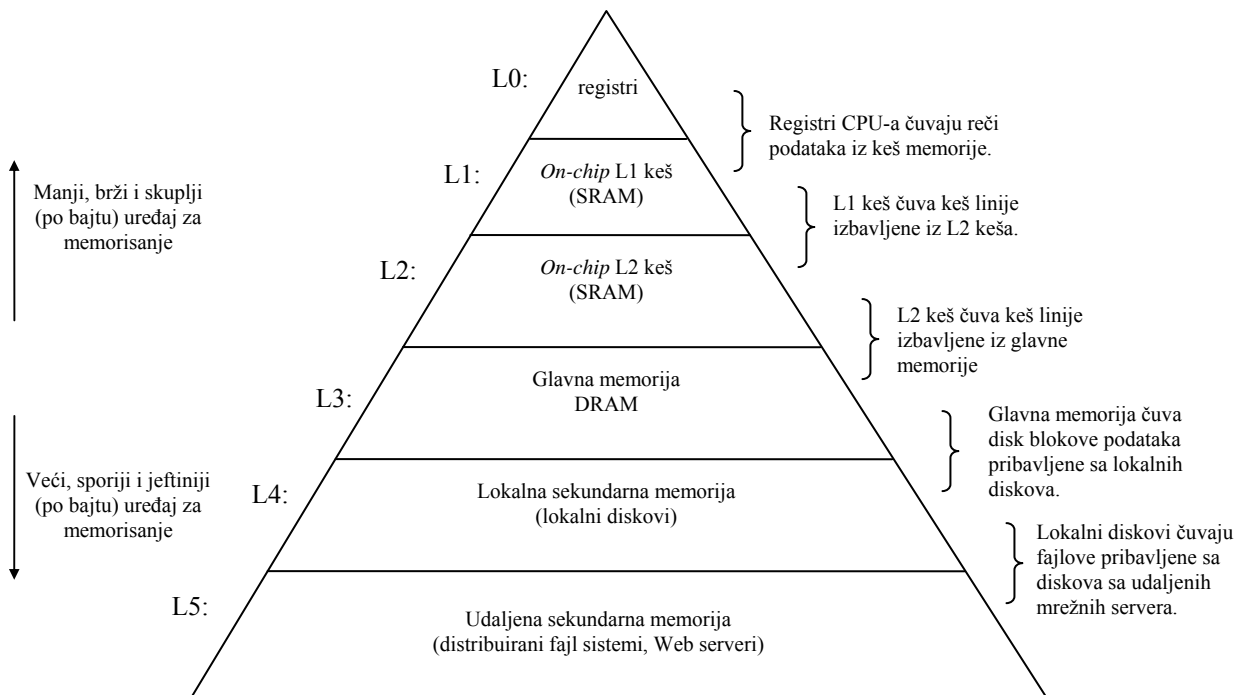 L0:
registri
Registri CPU-a čuvaju reči
podataka iz keš memorije.
Manji, brži i skuplji
(po bajtu) uređaj za
memorisanje
L1:
On-chip L1 keš
(SRAM)
L1 keš čuva keš linije
izbavljene iz L2 keša.
L2:
On-chip L2 keš
(SRAM)
L2 keš čuva keš linije
izbavljene iz glavne
memorije
L3:
Glavna memorija
DRAM
Glavna memorija čuva
disk blokove podataka
pribavljene sa lokalnih
diskova.
Veći, sporiji i jeftiniji
(po bajtu) uređaj za
memorisanje
L4:
Lokalna sekundarna memorija
(lokalni diskovi)
Lokalni diskovi čuvaju
fajlove pribavljene sa
diskova sa udaljenih
mrežnih servera.
L5:
Udaljena sekundarna memorija
(distribuirani fajl sistemi, Web serveri)